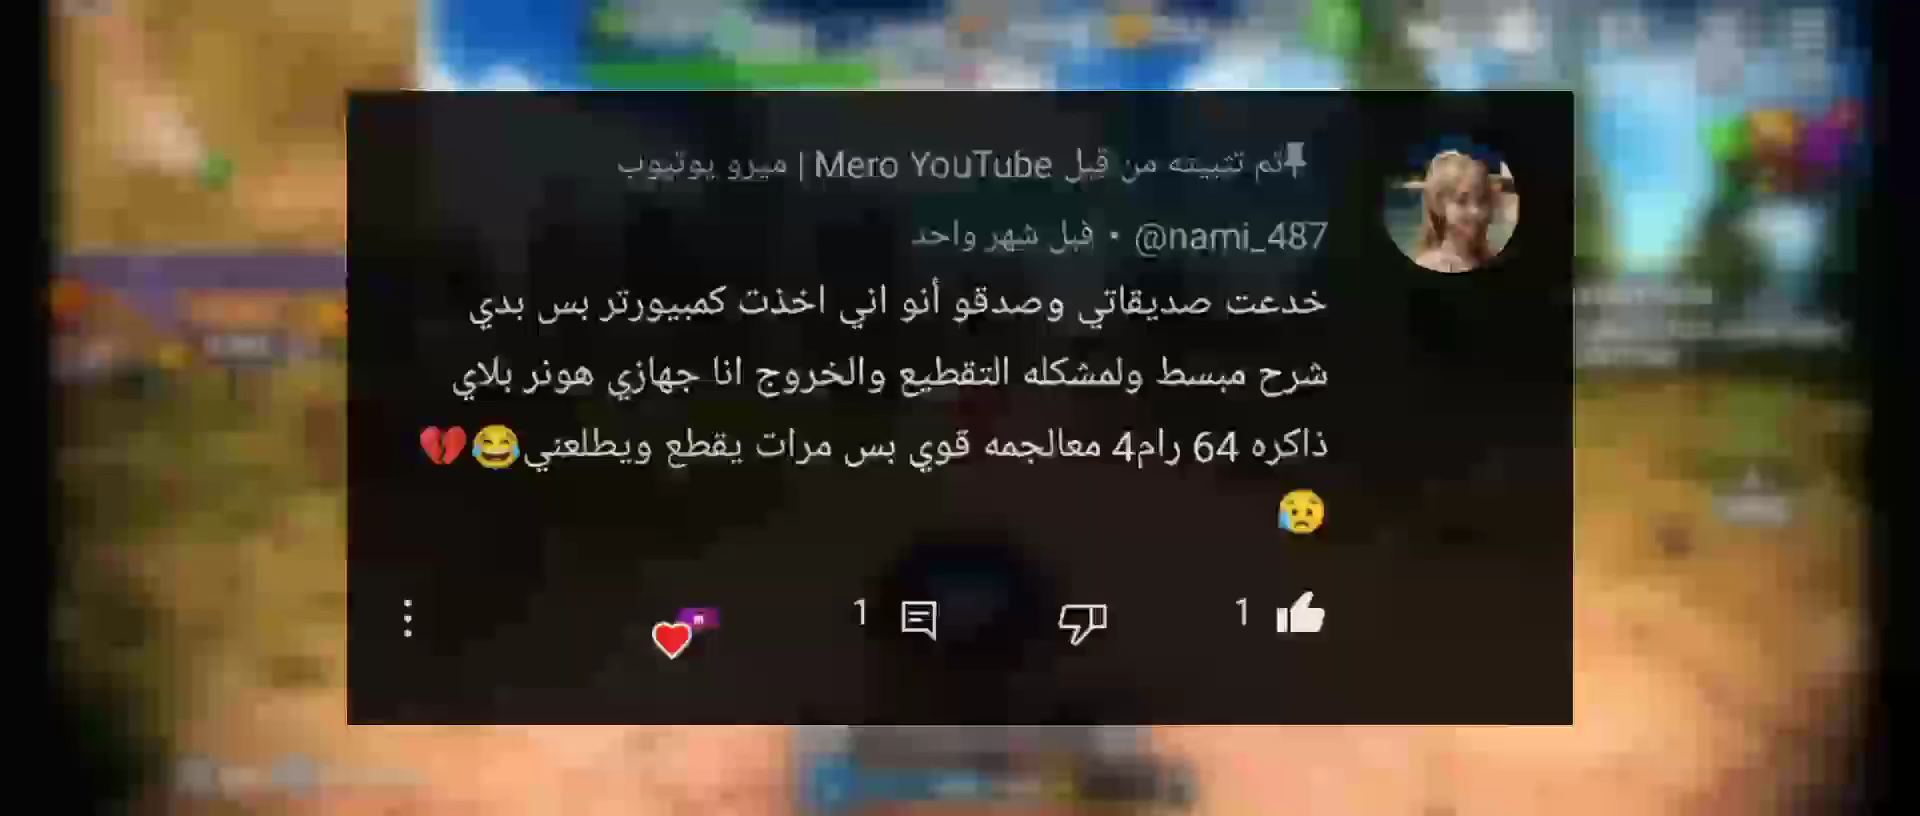 تم تثبيته من قبل Mero YouTube | ميرو يوتيوب
@nami_487 · قبل شهر واحد
خدعت صديقاتي وصدقو أنو اني اخذت كمبيورتر بس بدي
شرح مبسط ولمشكله التقطيع والخروج انا جهازي هونر بلاي
ذاكره 64 رام4 معالجمه قوي بس مرات يقطع ويطلعني😂💔
😥
1
1